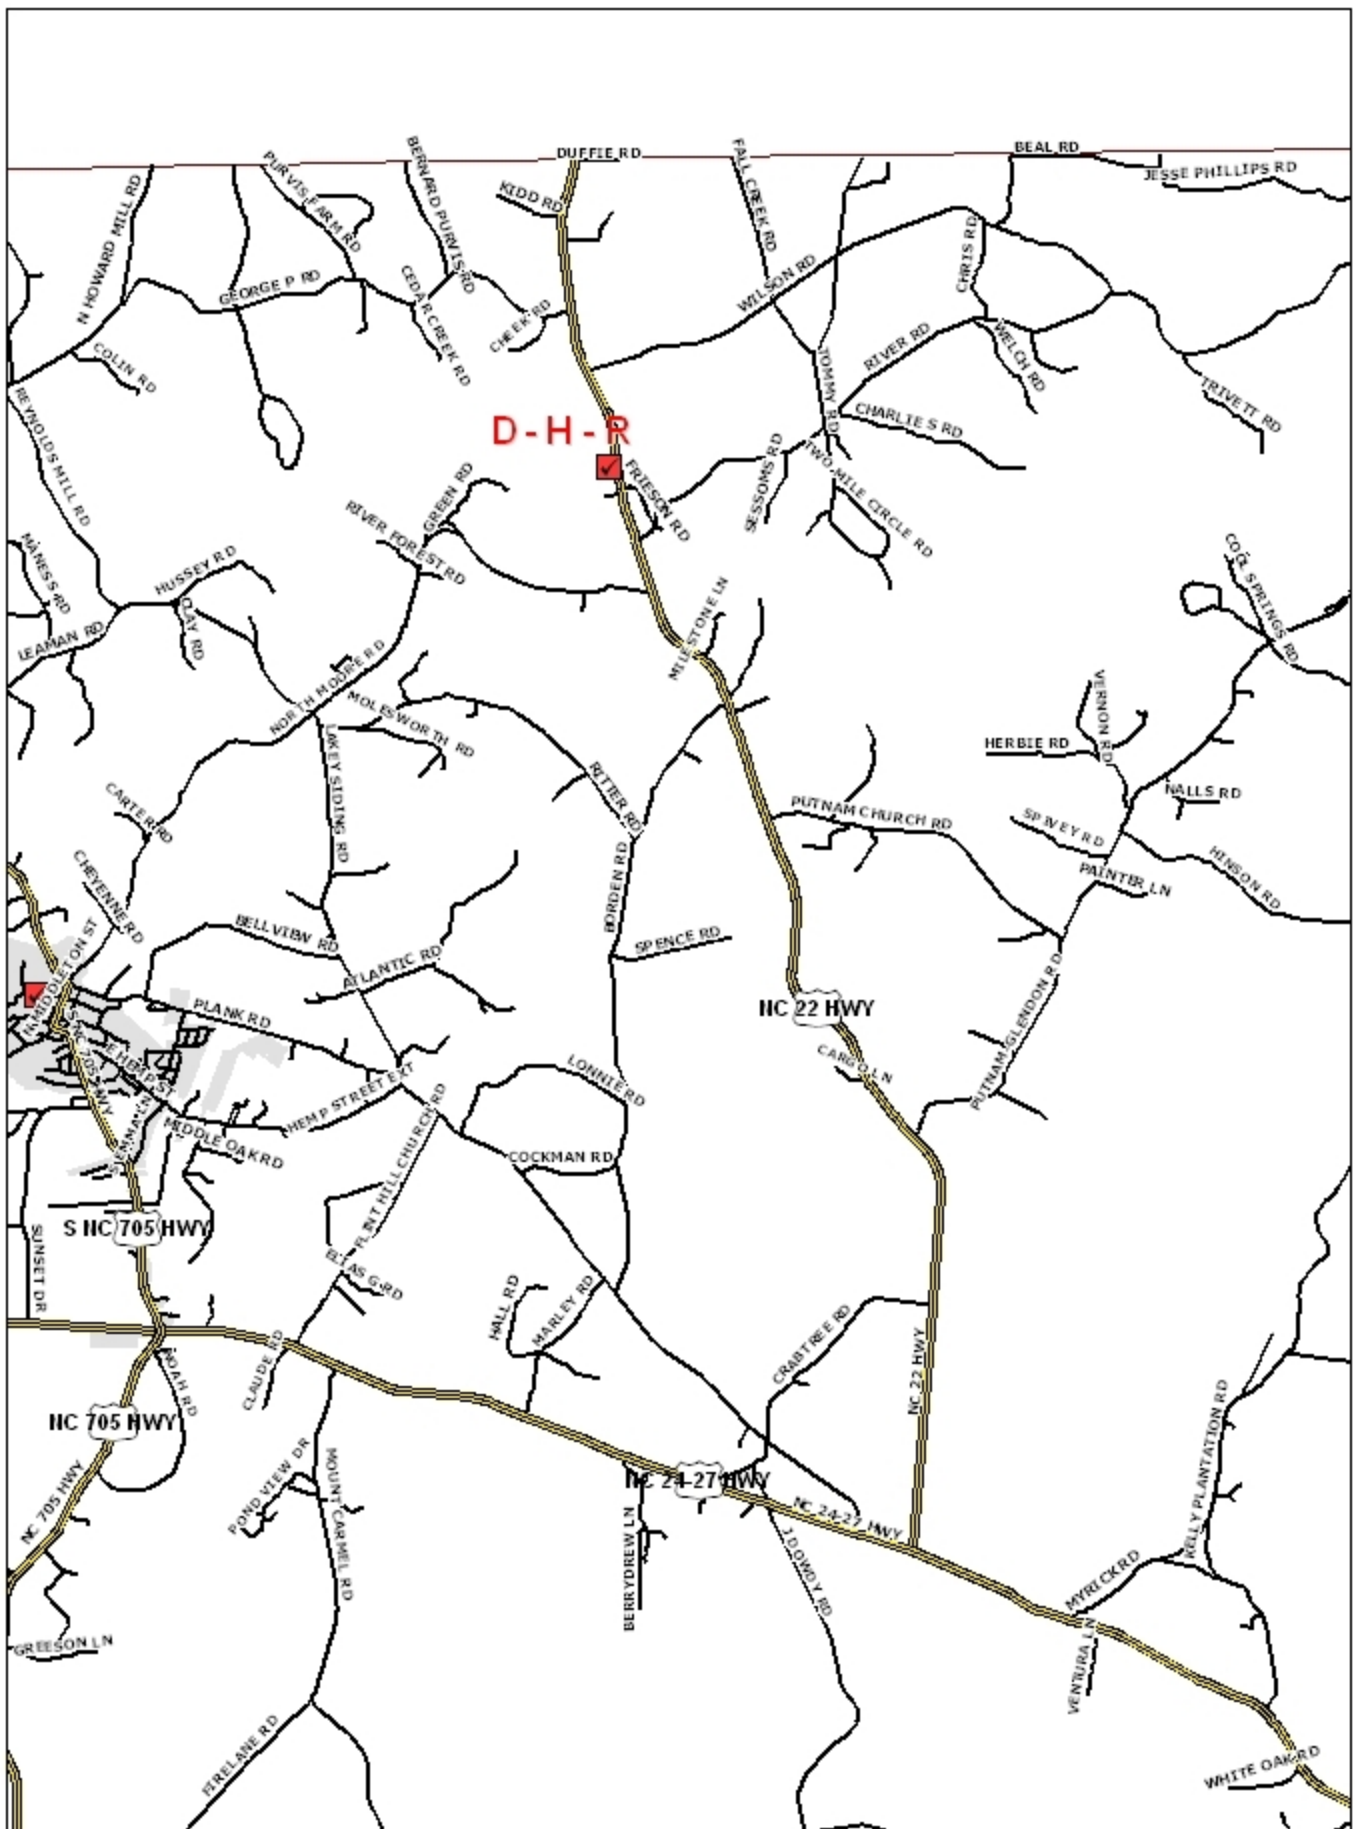 DUFFIE RD
BEAL RD
JESSE PHILLIPS RD
PURVIS FARM RD
BERNARD PURVIS RD
FALL CREEK RD
KIDD RD
N HOWARD MILL RD
CHRIS RD
GEORGE P RD
CEDAR CREEK RD
WILSON RD
CHEEK RD
COLIN RD
TOMMY RD
RIVER RD
WELCH RD
TRIVETT RD
REYNOLDS MILL RD
CHARLIE S RD
D-H-R
FRIESON RD
SESSOMS RD
TWO MILE CIRCLE RD
GREEN RD
RIVER FOREST RD
MANESS RD
HUSSEY RD
CLAY RD
LEAMAN RD
COOL SPRINGS RD
MILESTONE LN
NORTH MOORE RD
MOLESWORTH RD
VERNON RD
HERBIE RD
LAKEY SIDING RD
RITTER RD
CARTER RD
PUTNAM CHURCH RD
NALLS RD
SPIVEY RD
PAINTER LN
HINSON RD
CHEYENNE RD
BORDEN RD
BELLVIEW RD
SPENCE RD
ATLANTIC RD
N MIDDLETON ST
PLANK RD
NC 22 HWY
PUTNAM GLENDON RD
S NC 705 HWY
E HEMP ST
CARGO LN
LONNIE RD
HEMP STREET EXT
S EMMA LN
MIDDLE OAK RD
FLINT HILL CHURCH RD
COCKMAN RD
S NC 705 HWY
SUNSET DR
ELIAS G RD
HALL RD
MARLEY RD
CRABTREE RD
NOAH RD
CLAUDE RD
NC 22 HWY
NC 705 HWY
KELLY PLANTATION RD
POND VIEW DR
MOUNT CARMEL RD
NC 24-27 HWY
NC 24-27 HWY
NC 705 HWY
BERRYDREW LN
J DOWDY RD
MYRICK RD
VENTURA LN
GREESON LN
FIRELANE RD
WHITE OAK RD